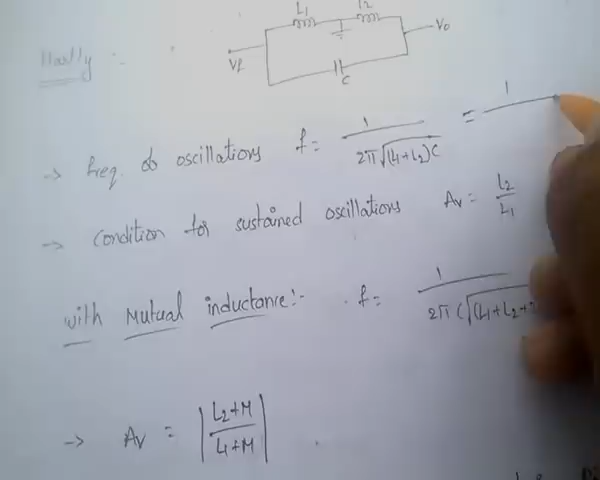 L₁ L₂
Hartly :-
Vf
Vo
C
→ freq. of oscillations f = 1 / 2π√(L₁+L₂)C = 1
→ condition for sustained oscillations Av = L₂ / L₁
with Mutual inductance :- f = 1 / 2π (√(L₁+L₂+2
→ Av = | L₂+M / L₁+M |